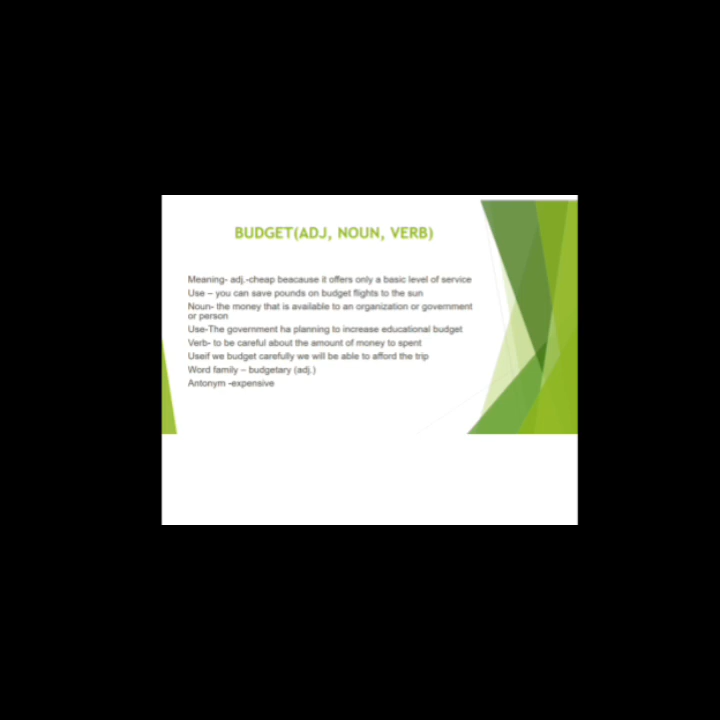 BUDGET(ADJ, NOUN, VERB)
Meaning- adj.-cheap beacause it offers only a basic level of service
Use – you can save pounds on budget flights to the sun
Noun- the money that is available to an organization or government
or person
Use-The government ha planning to increase educational budget
Verb- to be careful about the amount of money to spent
Useif we budget carefully we will be able to afford the trip
Word family – budgetary (adj.)
Antonym -expensive